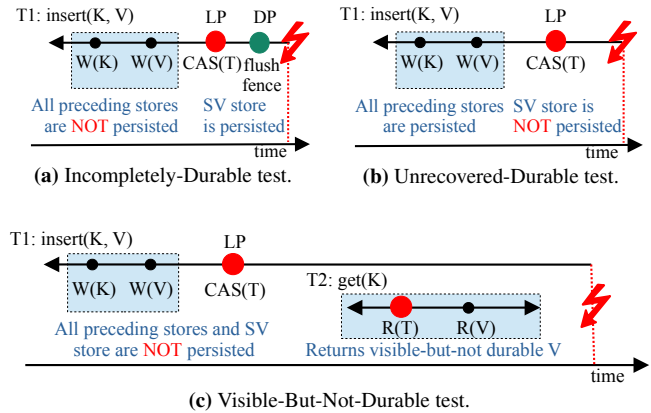 T1: insert(K, V)
LP
DP
W(K)
W(V)
CAS(T)
flush
fence
All preceding stores
are NOT persisted
SV store
is persisted
time
(a) Incompletely-Durable test.
T1: insert(K, V)
LP
W(K)
W(V)
CAS(T)
All preceding stores
are persisted
SV store is
NOT persisted
time
(b) Unrecovered-Durable test.
T1: insert(K, V)
LP
W(K)
W(V)
CAS(T)
T2: get(K)
R(T)
R(V)
All preceding stores and SV
store are NOT persisted
Returns visible-but-not durable V
time
(c) Visible-But-Not-Durable test.